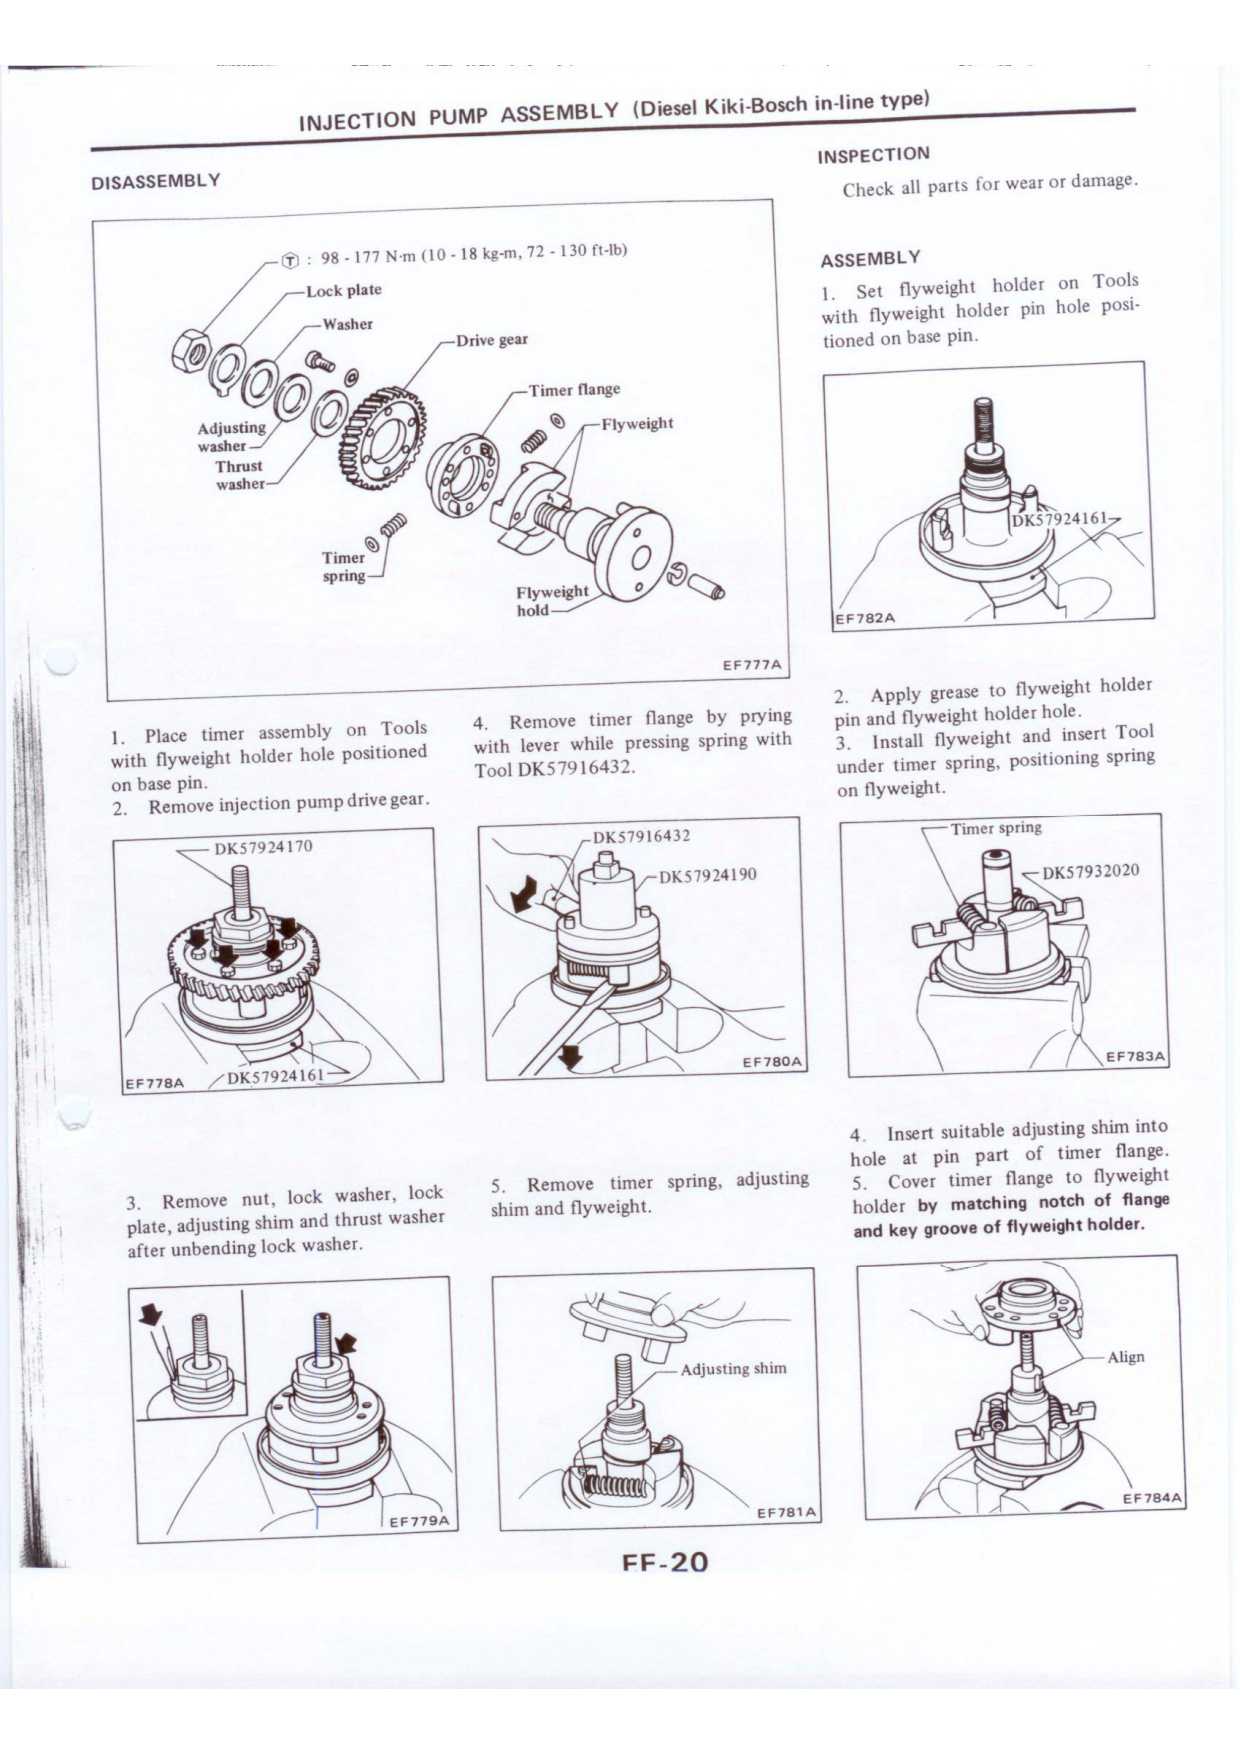 INJECTION PUMP ASSEMBLY (Diesel Kiki-Bosch in-line type)
DISASSEMBLY
T : 98 - 177 N·m (10 - 18 kg-m, 72 - 130 ft-lb)
Lock plate
Washer
Drive gear
Timer flange
Flyweight
Adjusting
washer
Thrust
washer
Timer
spring
Flyweight
hold
EF777A
1. Place timer assembly on Tools
with flyweight holder hole positioned
on base pin.
2. Remove injection pump drive gear.
DK57924170
DK57924161
EF778A
3. Remove nut, lock washer, lock
plate, adjusting shim and thrust washer
after unbending lock washer.
EF779A
4. Remove timer flange by prying
with lever while pressing spring with
Tool DK57916432.
DK57916432
DK57924190
EF780A
5. Remove timer spring, adjusting
shim and flyweight.
Adjusting shim
EF781A
INSPECTION
Check all parts for wear or damage.
ASSEMBLY
1. Set flyweight holder on Tools
with flyweight holder pin hole posi-
tioned on base pin.
DK57924161
EF782A
2. Apply grease to flyweight holder
pin and flyweight holder hole.
3. Install flyweight and insert Tool
under timer spring, positioning spring
on flyweight.
Timer spring
DK57932020
EF783A
4. Insert suitable adjusting shim into
hole at pin part of timer flange.
5. Cover timer flange to flyweight
holder by matching notch of flange
and key groove of flyweight holder.
Align
EF784A
EF-20